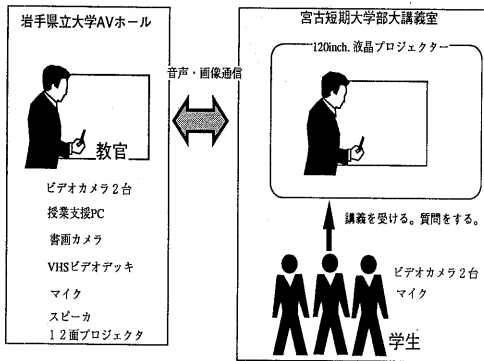 岩手県立大学AVホール
教官
ビデオカメラ2台
授業支援PC
書画カメラ
VHSビデオデッキ
マイク
スピーカ
12面プロジェクタ
音声・画像通信
宮古短期大学部大講義室
120inch.液晶プロジェクター
講義を受ける。質問をする。
ビデオカメラ2台
マイク
学生